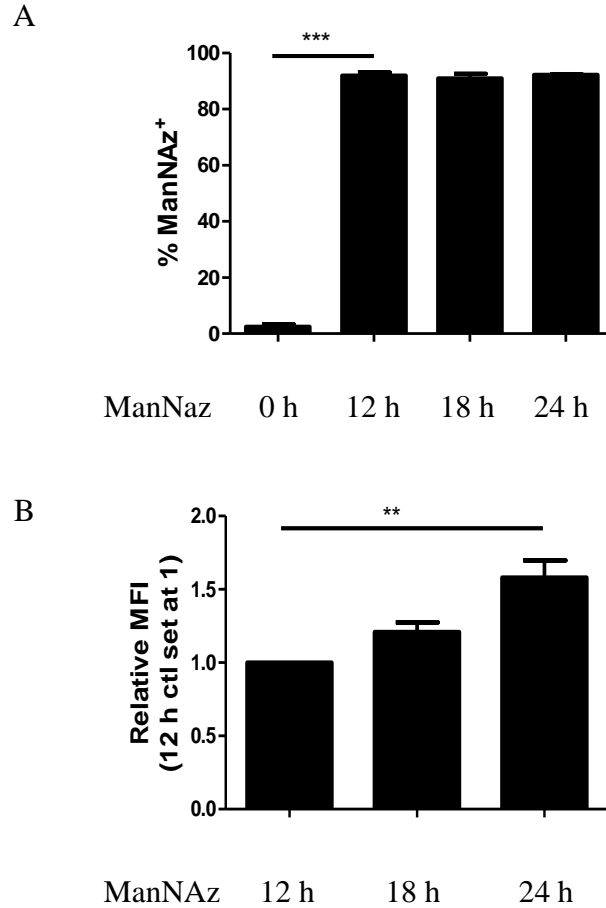 A
***
100
80
60
40
20
0
% ManNAz+
ManNaz 0 h 12 h 18 h 24 h
B
**
2.0
1.5
1.0
0.5
0.0
Relative MFI
(12 h ctl set at 1)
ManNAz 12 h 18 h 24 h